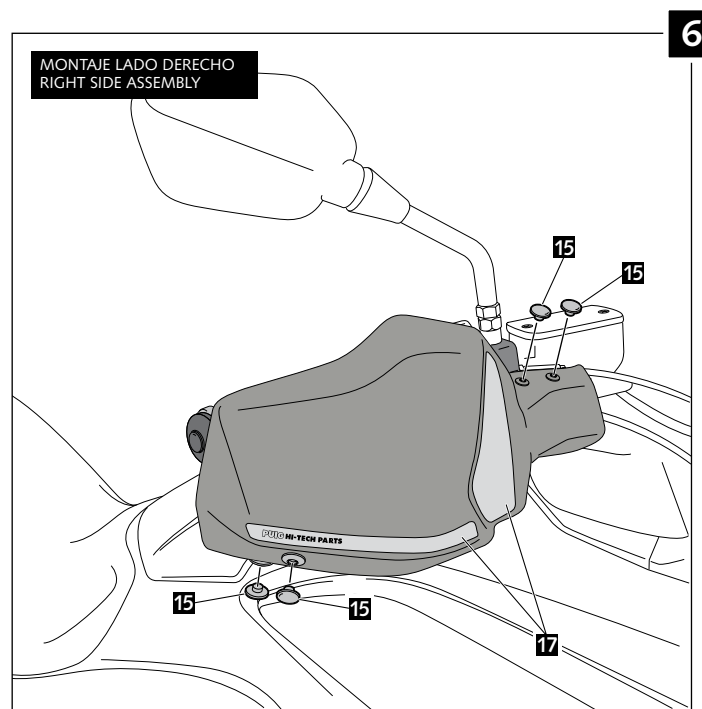 6
MONTAJE LADO DERECHO
RIGHT SIDE ASSEMBLY
15
15
PUIG HI-TECH PARTS
15
15
17